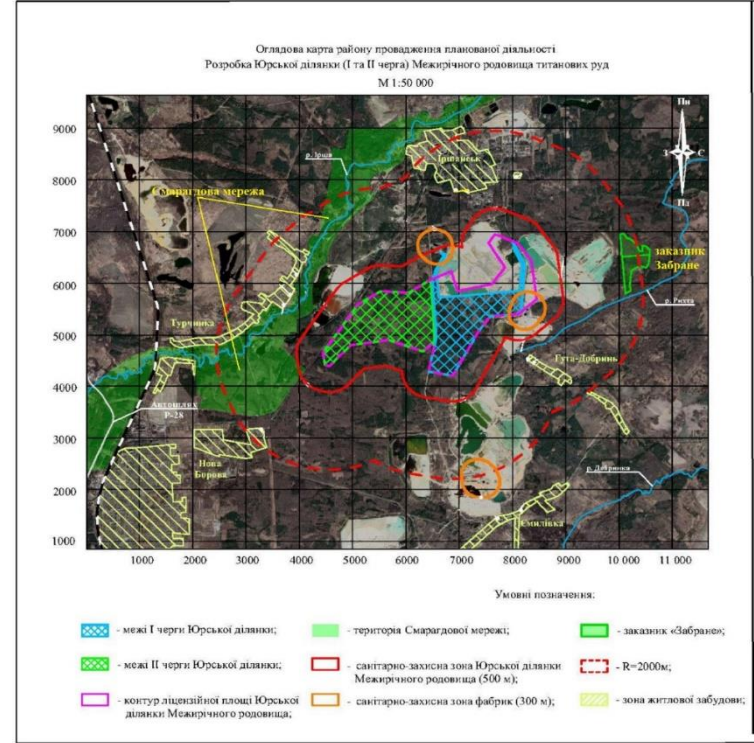 Оглядова карта району провадження планованої діяльності
Розробка Юрської ділянки (І та ІІ черга) Межирічного родовища титанових руд
М 1:50 000
Пн
З
С
Пд
9000
8000
7000
6000
5000
4000
3000
2000
1000
р. Ірша
Іршанськ
Смарагдова мережа
заказник
Забране
р. Рихта
Турчинка
Гута-Добринь
Автошлях
Р-28
Нова
Борова
р. Добринка
Ємилівка
1000
2000
3000
4000
5000
6000
7000
8000
9000
10 000
11 000
Умовні позначення:
- межі І черги Юрської ділянки;
- територія Смарагдової мережі;
- заказник «Забране»;
- межі ІІ черги Юрської ділянки;
- санітарно-захисна зона Юрської ділянки
Межирічного родовища (500 м);
- R=2000м;
- контур ліцензійної площі Юрської
ділянки Межирічного родовища;
- санітарно-захисна зона фабрик (300 м);
- зона житлової забудови;